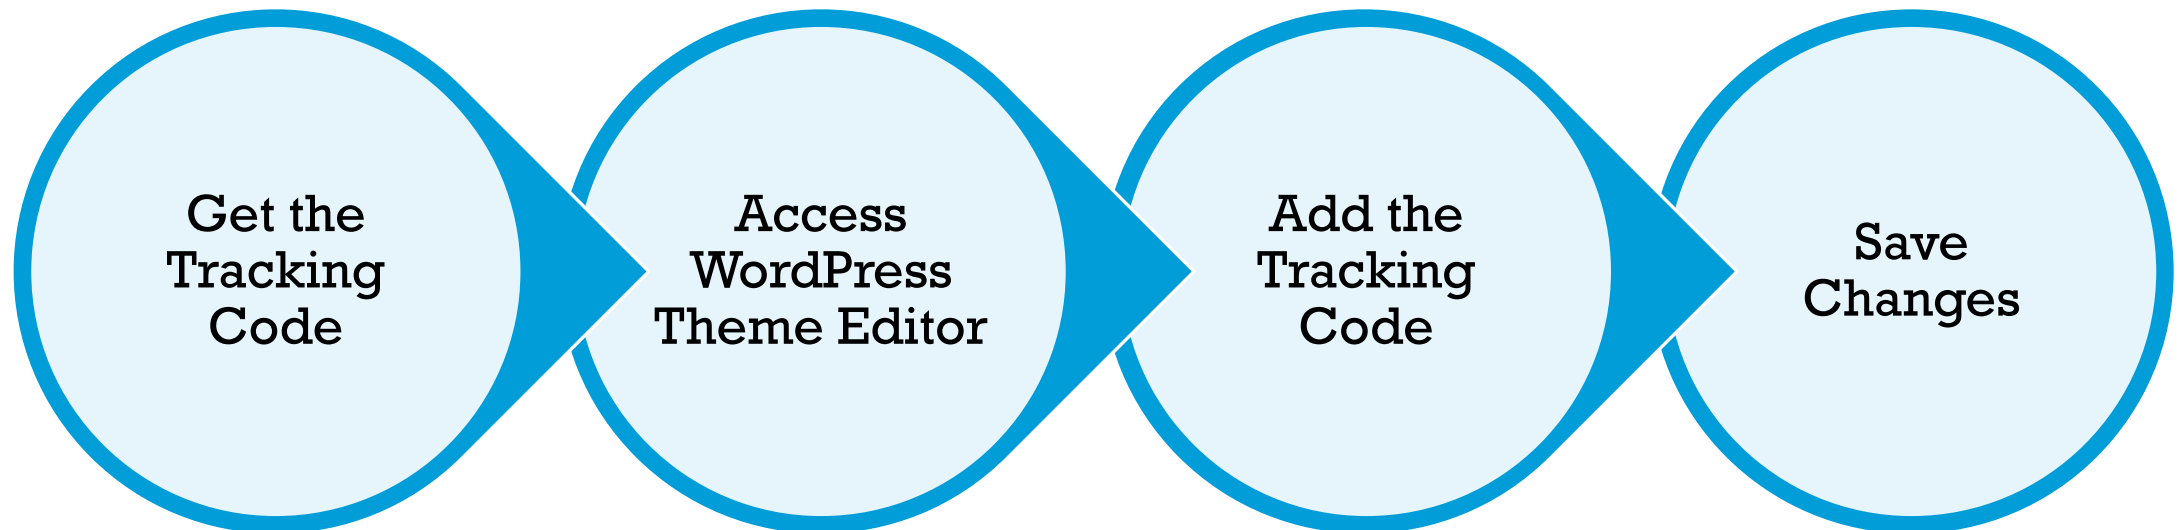 Get the
Tracking
Code
Access
WordPress
Theme Editor
Add the
Tracking
Code
Save
Changes